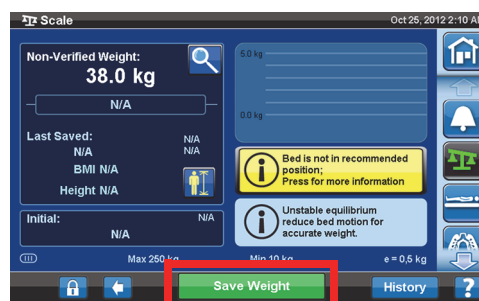 Scale
Oct 25, 2012 2:10 A
Non-Verified Weight:
38.0 kg
N/A
Last Saved:
N/A
N/A
N/A
BMI N/A
Height N/A
Initial:
N/A
N/A
5.0 kg
0.0 kg
Bed is not in recommended
position;
Press for more information
Unstable equilibrium
reduce bed motion for
accurate weight.
Max 250 kg
Min 10 kg
e = 0,5 kg
Save Weight
History
?